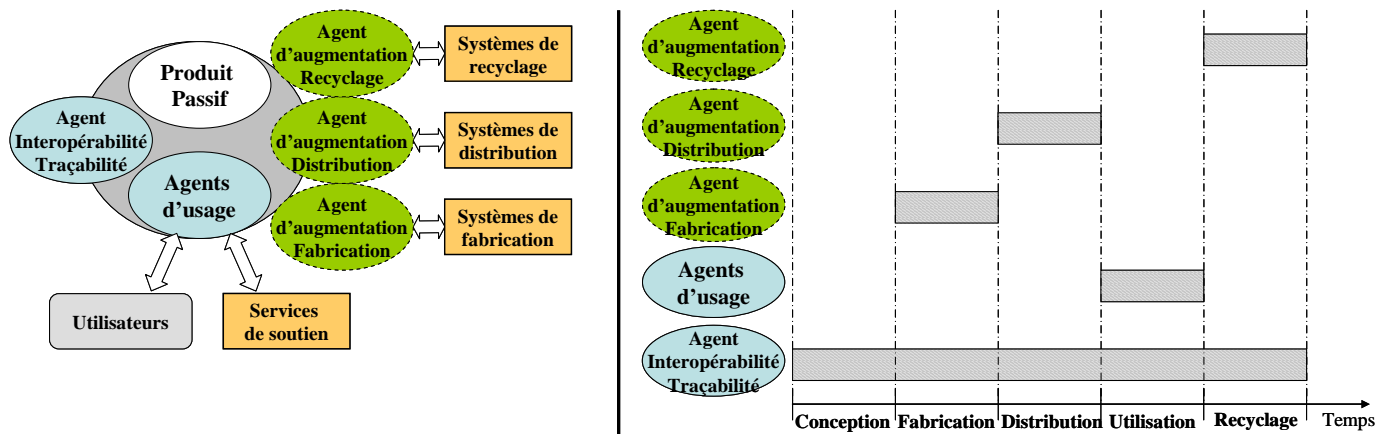 Produit
Passif
Agent
Interopérabilité
Traçabilité
Agents
d'usage
Agent
d'augmentation
Recyclage
Agent
d'augmentation
Distribution
Agent
d'augmentation
Fabrication
Systèmes de
recyclage
Systèmes de
distribution
Systèmes de
fabrication
Utilisateurs
Services
de soutien
Agent
d'augmentation
Recyclage
Agent
d'augmentation
Distribution
Agent
d'augmentation
Fabrication
Agents
d'usage
Agent
Interopérabilité
Traçabilité
Conception Fabrication Distribution Utilisation Recyclage Temps